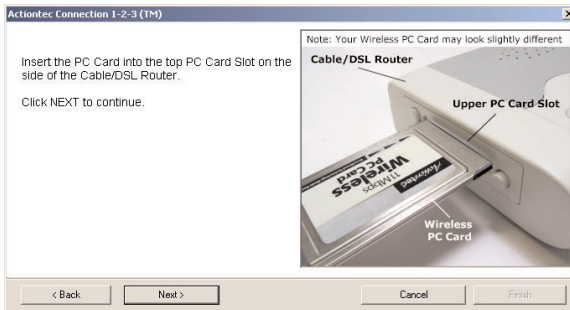 Actiontec Connection 1-2-3 (TM)
Note: Your Wireless PC Card may look slightly different
Insert the PC Card into the top PC Card Slot on the
side of the Cable/DSL Router.
Click NEXT to continue.
Cable/DSL Router
Upper PC Card Slot
Actiontec
11Mbps
Wireless
PC Card
Wireless
PC Card
< Back
Next >
Cancel
Finish